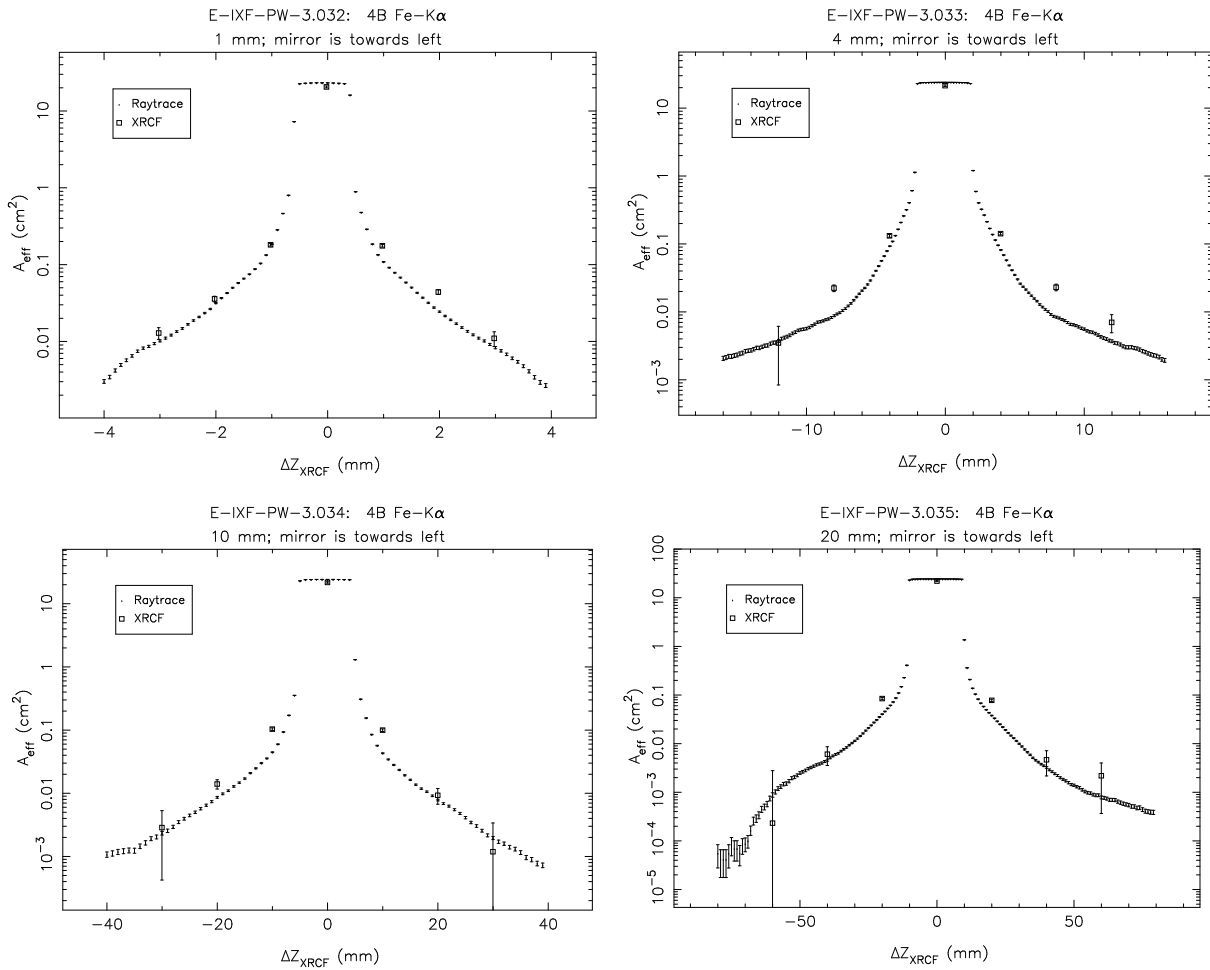 E-IXF-PW-3.032: 4B Fe-Kα
1 mm; mirror is towards left
Raytrace
XRCF
A_eff (cm²)
10
1
0.1
0.01
−4 −2 0 2 4
ΔZ_XRCF (mm)
E-IXF-PW-3.033: 4B Fe-Kα
4 mm; mirror is towards left
Raytrace
XRCF
A_eff (cm²)
10
1
0.1
0.01
10⁻³
−10 0 10
ΔZ_XRCF (mm)
E-IXF-PW-3.034: 4B Fe-Kα
10 mm; mirror is towards left
Raytrace
XRCF
A_eff (cm²)
10
1
0.1
0.01
10⁻³
−40 −20 0 20 40
ΔZ_XRCF (mm)
E-IXF-PW-3.035: 4B Fe-Kα
20 mm; mirror is towards left
Raytrace
XRCF
A_eff (cm²)
100
10
1
0.1
0.01
10⁻³
10⁻⁴
10⁻⁵
−50 0 50
ΔZ_XRCF (mm)